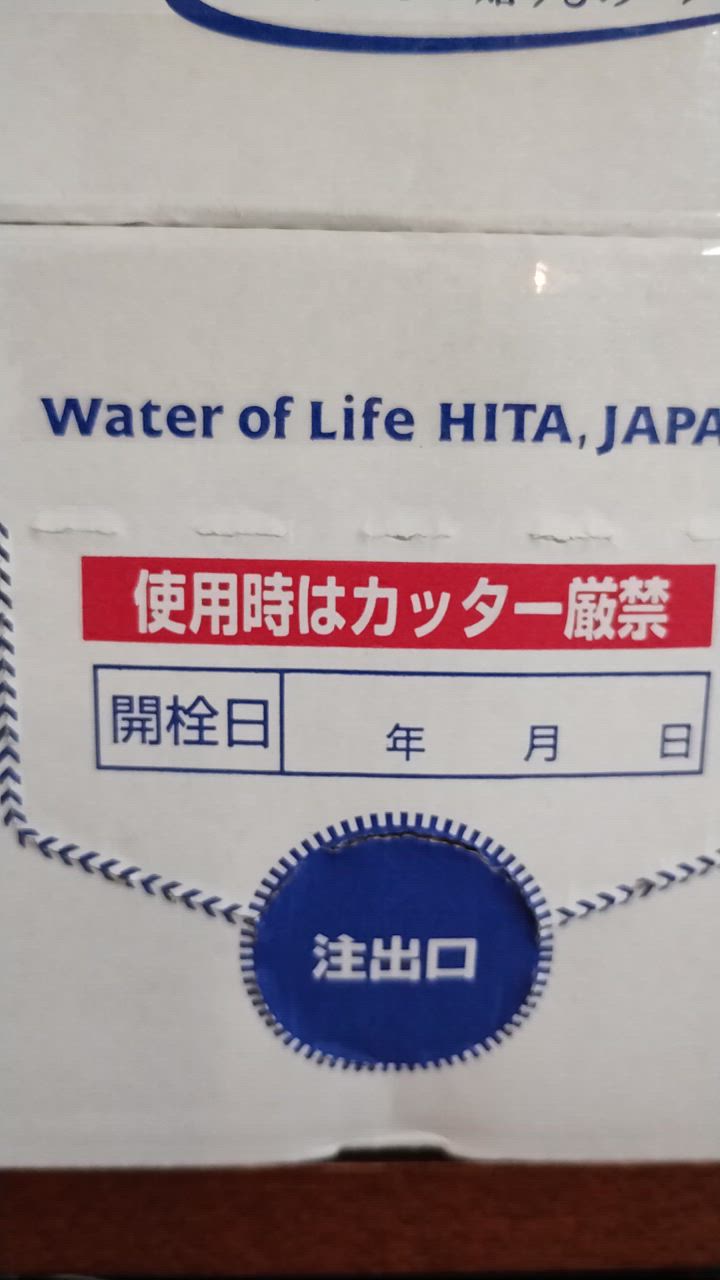 Water of Life HITA, JAPA
使用時はカッター厳禁
開栓日 年 月 日
注出口